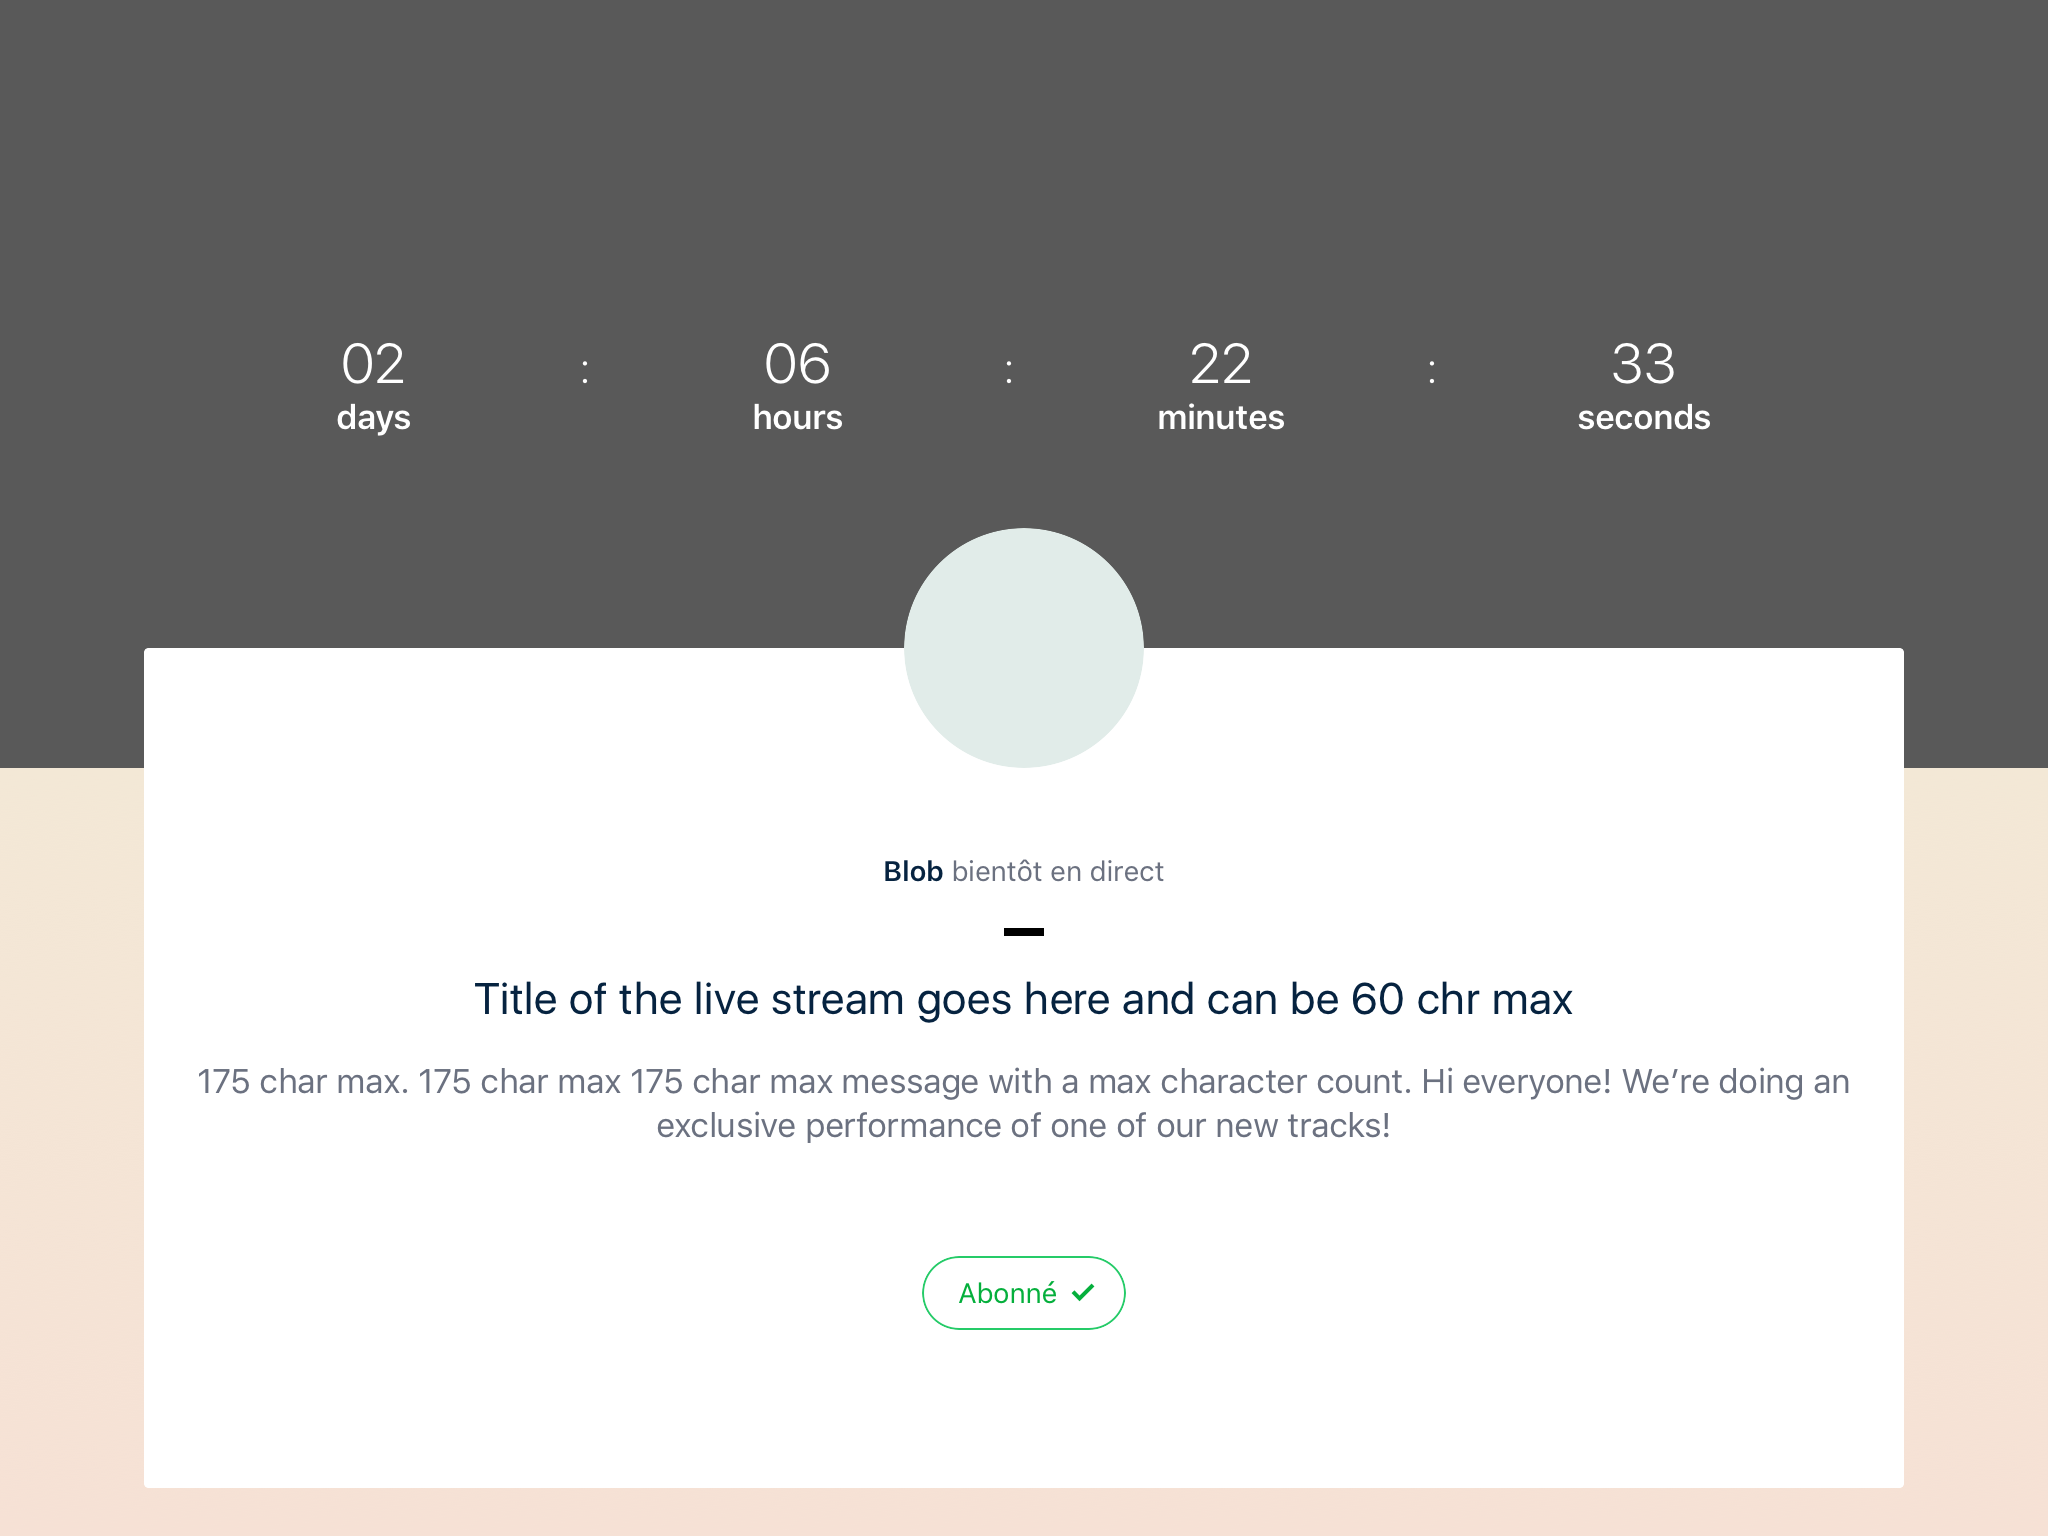 02 : 06 : 22 : 33
days hours minutes seconds
Blob bientôt en direct
Title of the live stream goes here and can be 60 chr max
175 char max. 175 char max 175 char max message with a max character count. Hi everyone! We’re doing an
exclusive performance of one of our new tracks!
Abonné